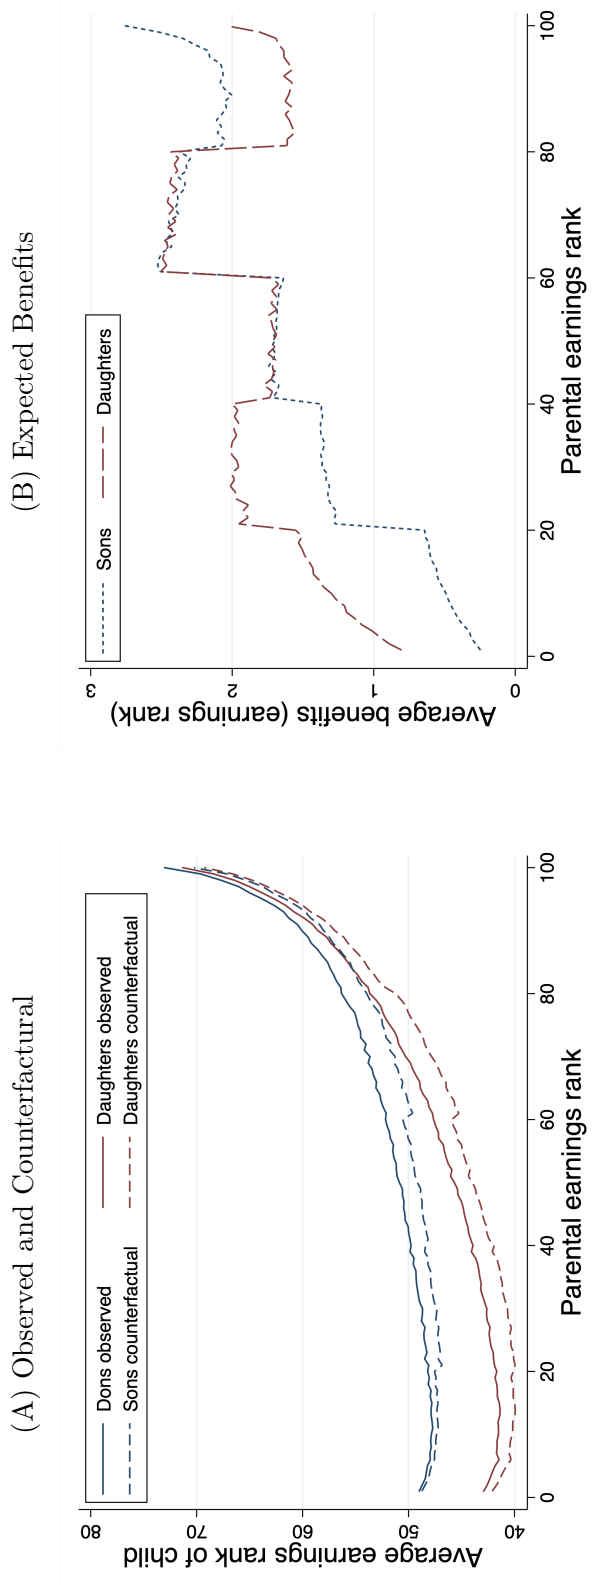 (A) Observed and Counterfactural
Dons observed
Daughters observed
Sons counterfactual
Daughters counterfactual
Average earnings rank of child
80
70
60
50
40
0
20
40
60
80
100
Parental earnings rank
(B) Expected Benefits
Sons
Daughters
Average benefits (earnings rank)
3
2
1
0
0
20
40
60
80
100
Parental earnings rank